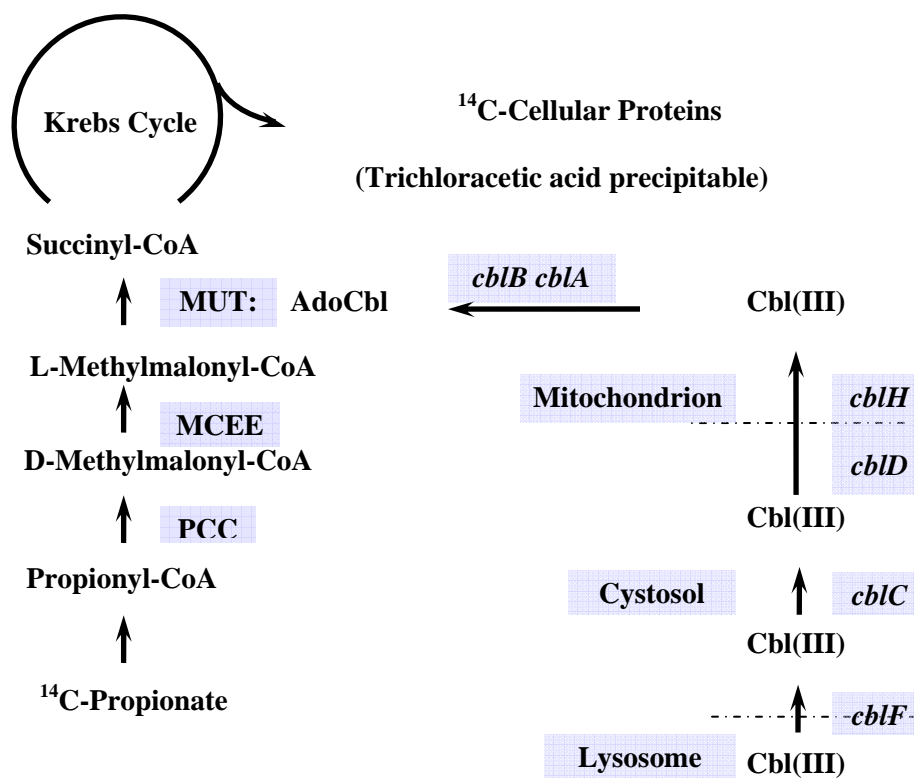 Krebs Cycle
¹⁴C-Cellular Proteins
(Trichloracetic acid precipitable)
Succinyl-CoA
cblB cblA
MUT: AdoCbl
Cbl(III)
L-Methylmalonyl-CoA
Mitochondrion
cblH
MCEE
D-Methylmalonyl-CoA
cblD
Cbl(III)
PCC
Propionyl-CoA
Cystosol
cblC
Cbl(III)
¹⁴C-Propionate
cblF
Lysosome
Cbl(III)